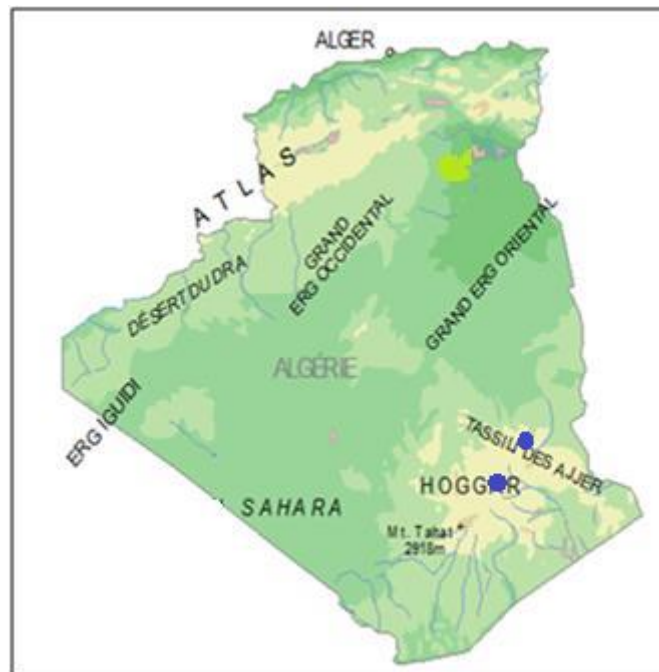 ALGER
ATLAS
GRAND
ERG OCCIDENTAL
DÉSERT DU DRA
GRAND ERG ORIENTAL
ALGÉRIE
ERG IGUIDI
TASSILI DES AJJER
HOGGAR
SAHARA
Mt. Tahat
2918m